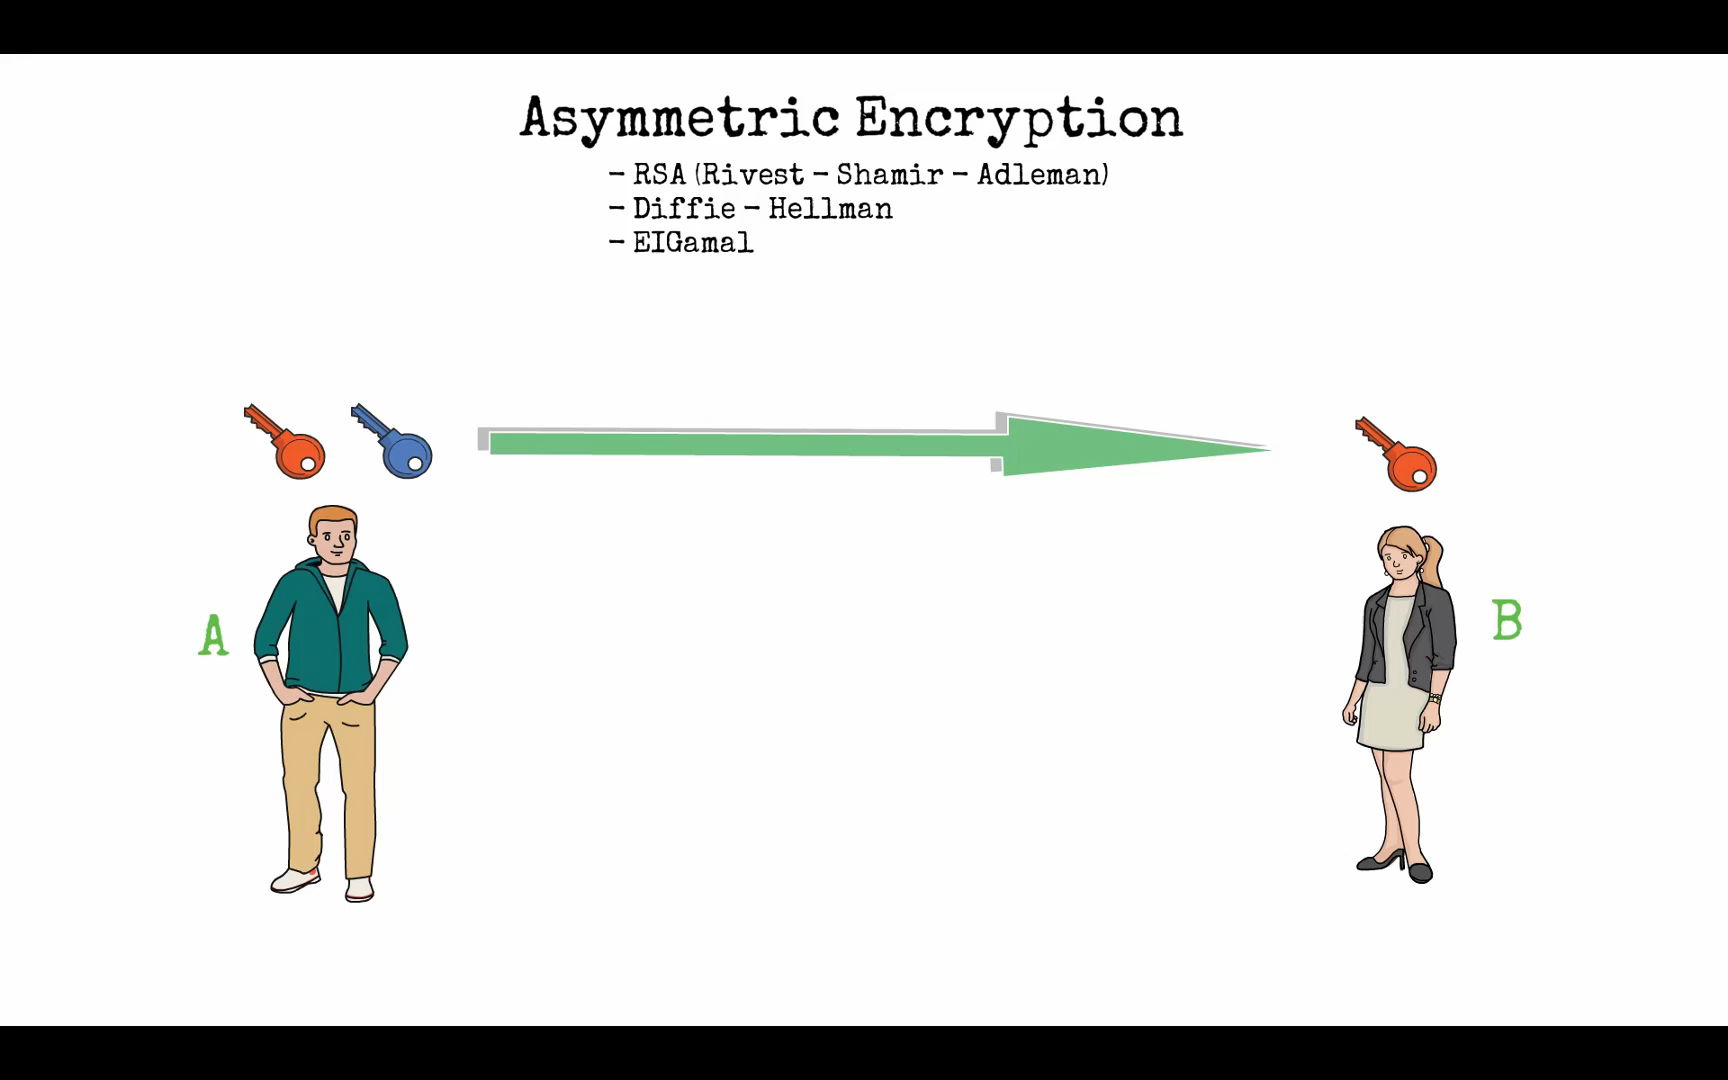 Asymmetric Encryption
- RSA (Rivest - Shamir - Adleman)
- Diffie - Hellman
- EIGamal
A
B